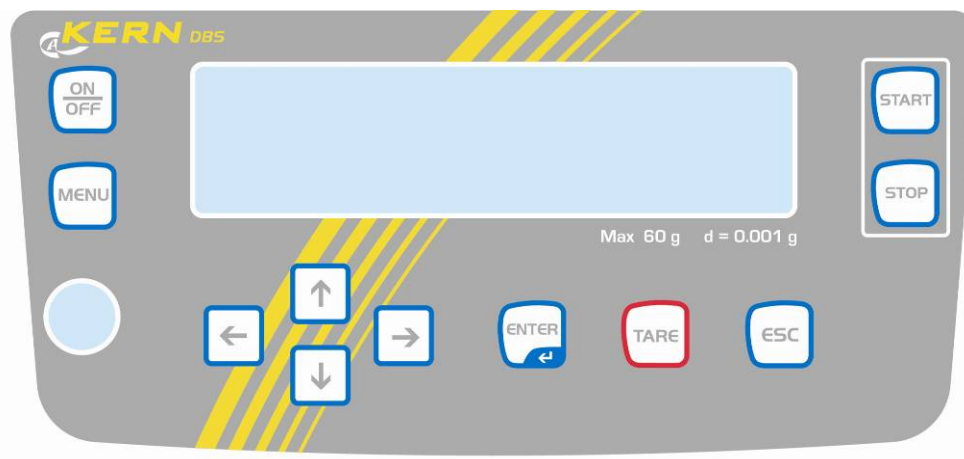 KERN DBS
ON
OFF
START
MENU
STOP
Max 60 g d = 0.001 g
↑
← →
↓
ENTER
↵
TARE
ESC